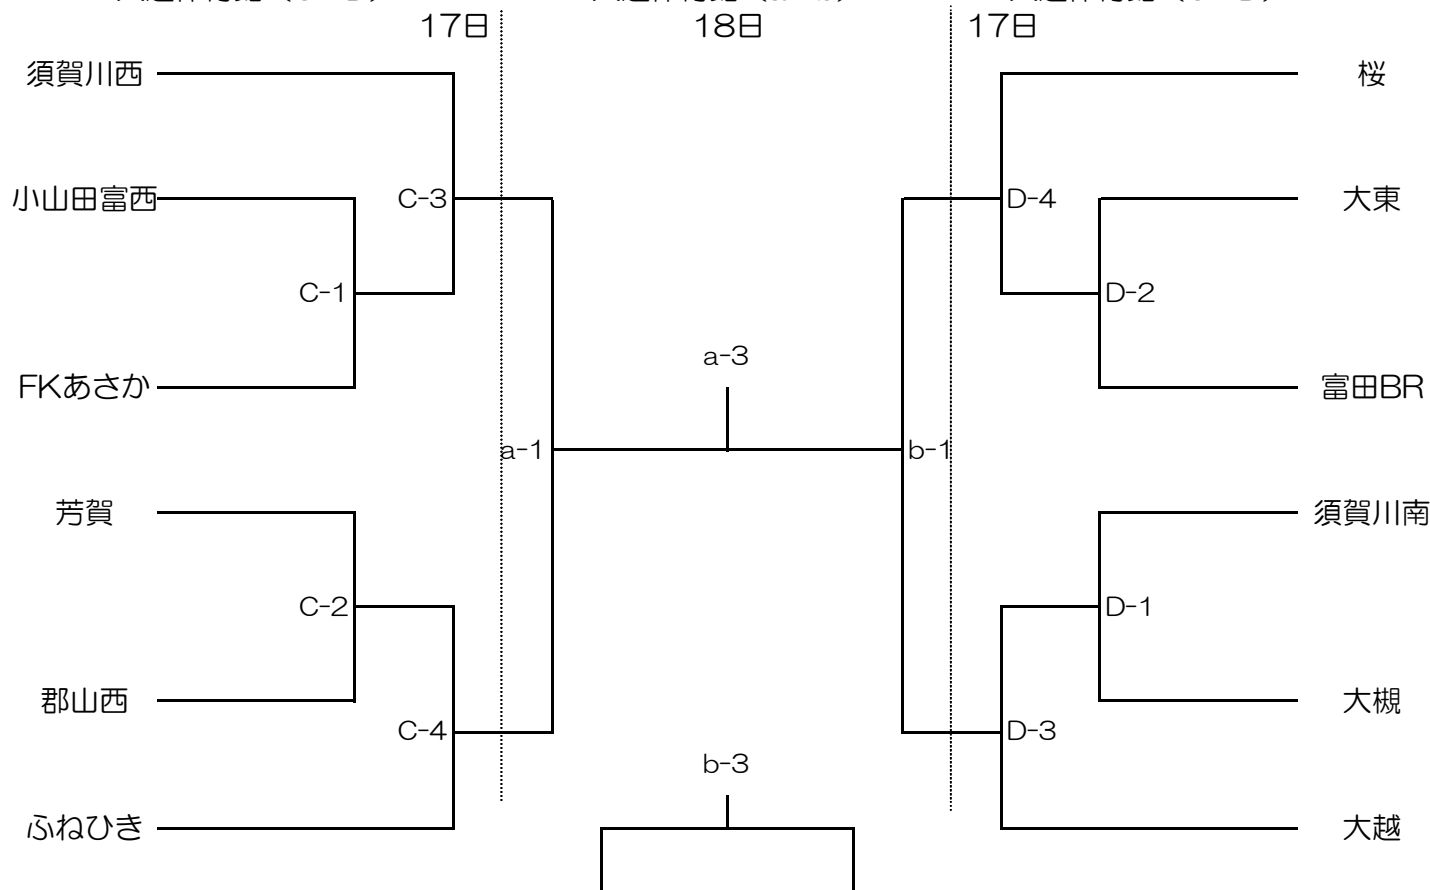 17日
18日
17日
須賀川西
桜
小山田富西
C-3
D-4
大東
C-1
D-2
a-3
FKあさか
富田BR
a-1
b-1
芳賀
須賀川南
C-2
D-1
郡山西
大槻
C-4
D-3
b-3
ふねひき
大越